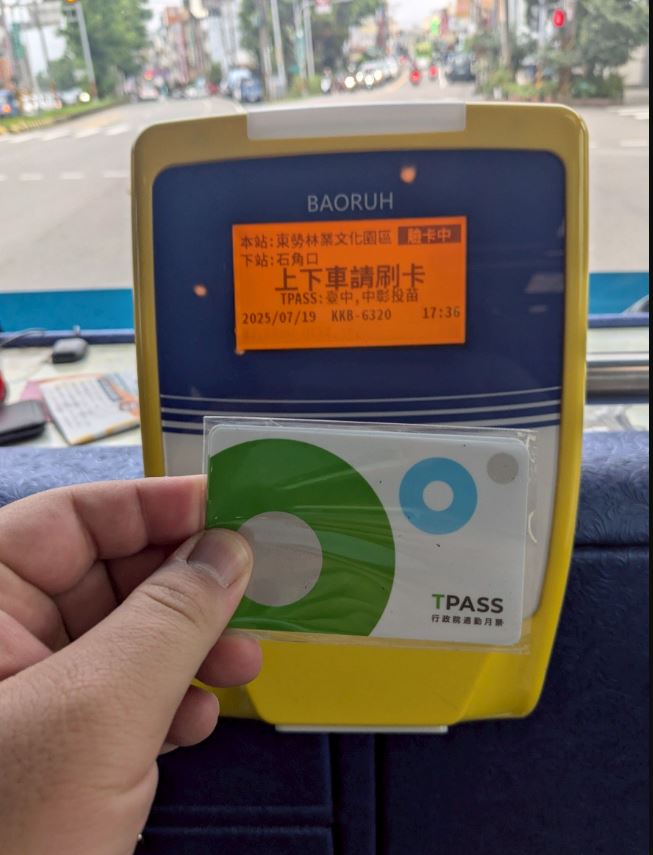 BAORUH
本站:東勢林業文化園區 驗卡中
下站:石角口
上下車請刷卡
TPASS:臺中,中彰投苗
2025/07/19 KKB-6320 17:36
TPASS
行政院通勤月票